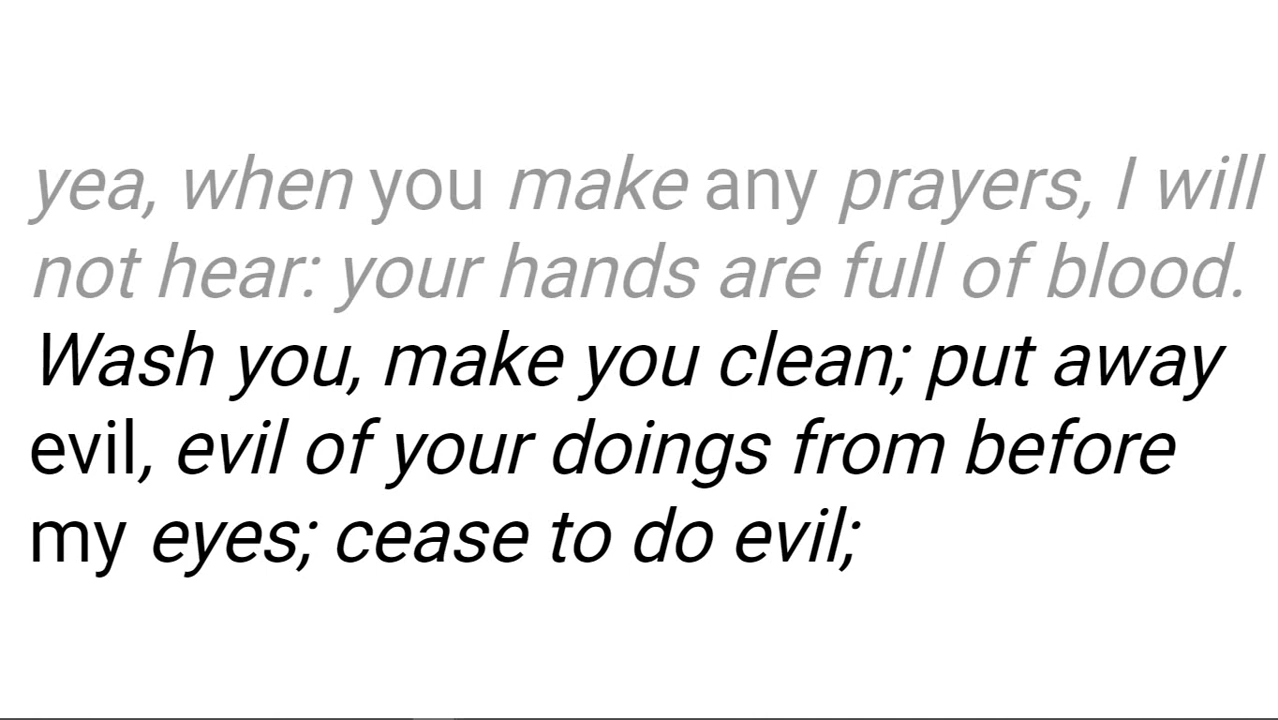 yea, when you make any prayers, I will
not hear: your hands are full of blood.
Wash you, make you clean; put away
evil, evil of your doings from before
my eyes; cease to do evil;